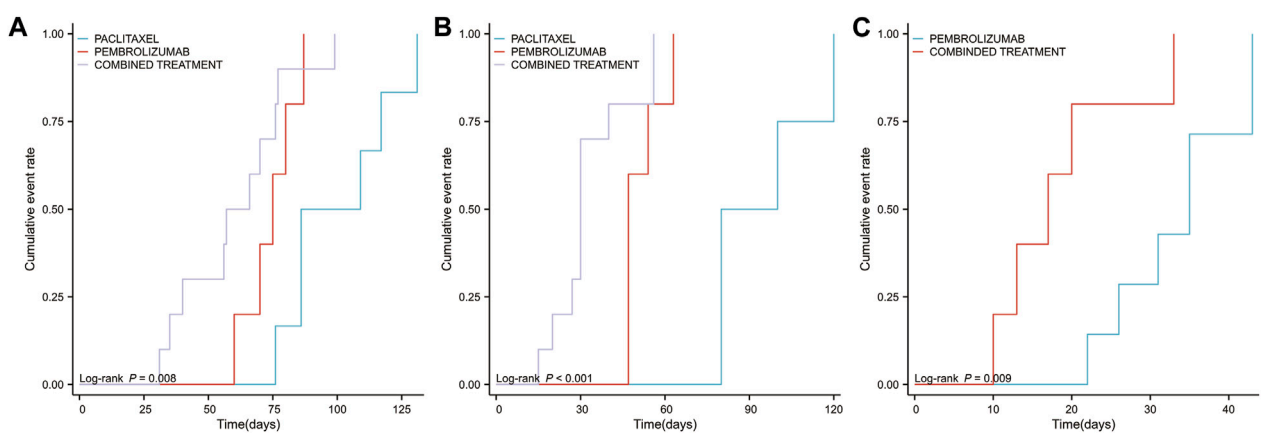 A
PACLITAXEL
PEMBROLIZUMAB
COMBINED TREATMENT
Cumulative event rate
1.00
0.75
0.50
0.25
0.00
Log-rank P = 0.008
0 25 50 75 100 125
Time(days)
B
PACLITAXEL
PEMBROLIZUMAB
COMBINED TREATMENT
Cumulative event rate
1.00
0.75
0.50
0.25
0.00
Log-rank P < 0.001
0 30 60 90 120
Time(days)
C
PEMBROLIZUMAB
COMBINDED TREATMENT
Cumulative event rate
1.00
0.75
0.50
0.25
0.00
Log-rank P = 0.009
0 10 20 30 40
Time(days)